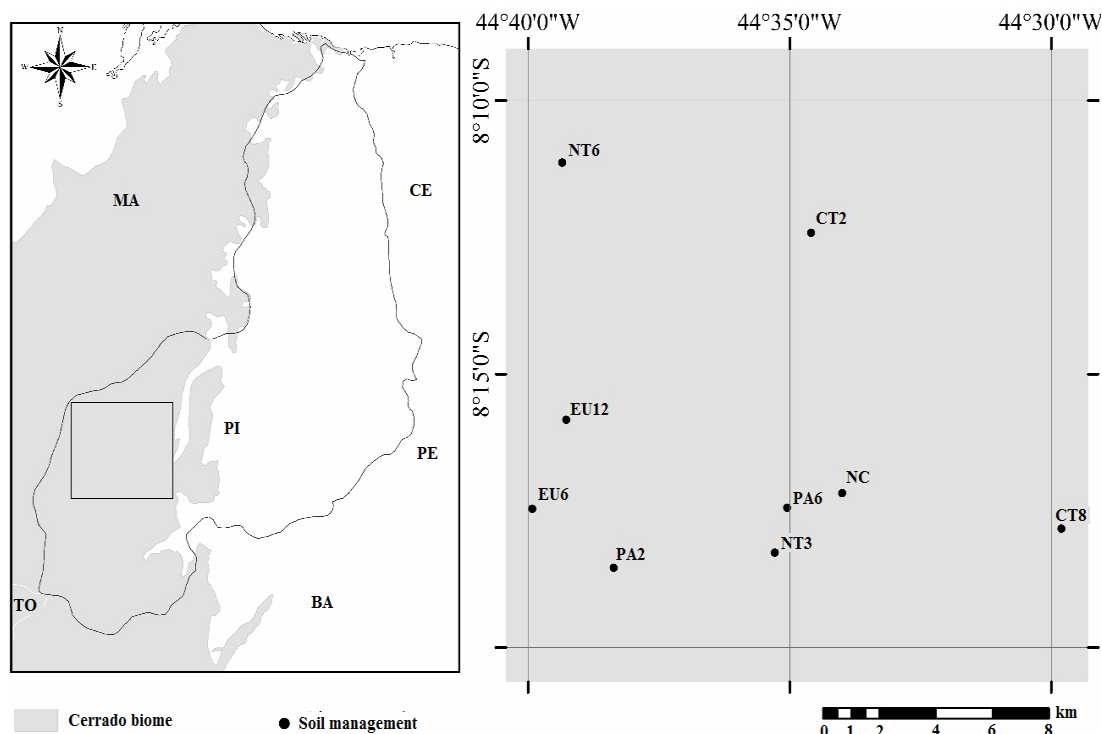 N
W E
S
MA
CE
PI
PE
TO
BA
Cerrado biome
Soil management
44°40'0"W 44°35'0"W 44°30'0"W
8°10'0"S
8°15'0"S
NT6
CT2
EU12
NC
EU6
PA6
CT8
NT3
PA2
km
0 1 2 4 6 8